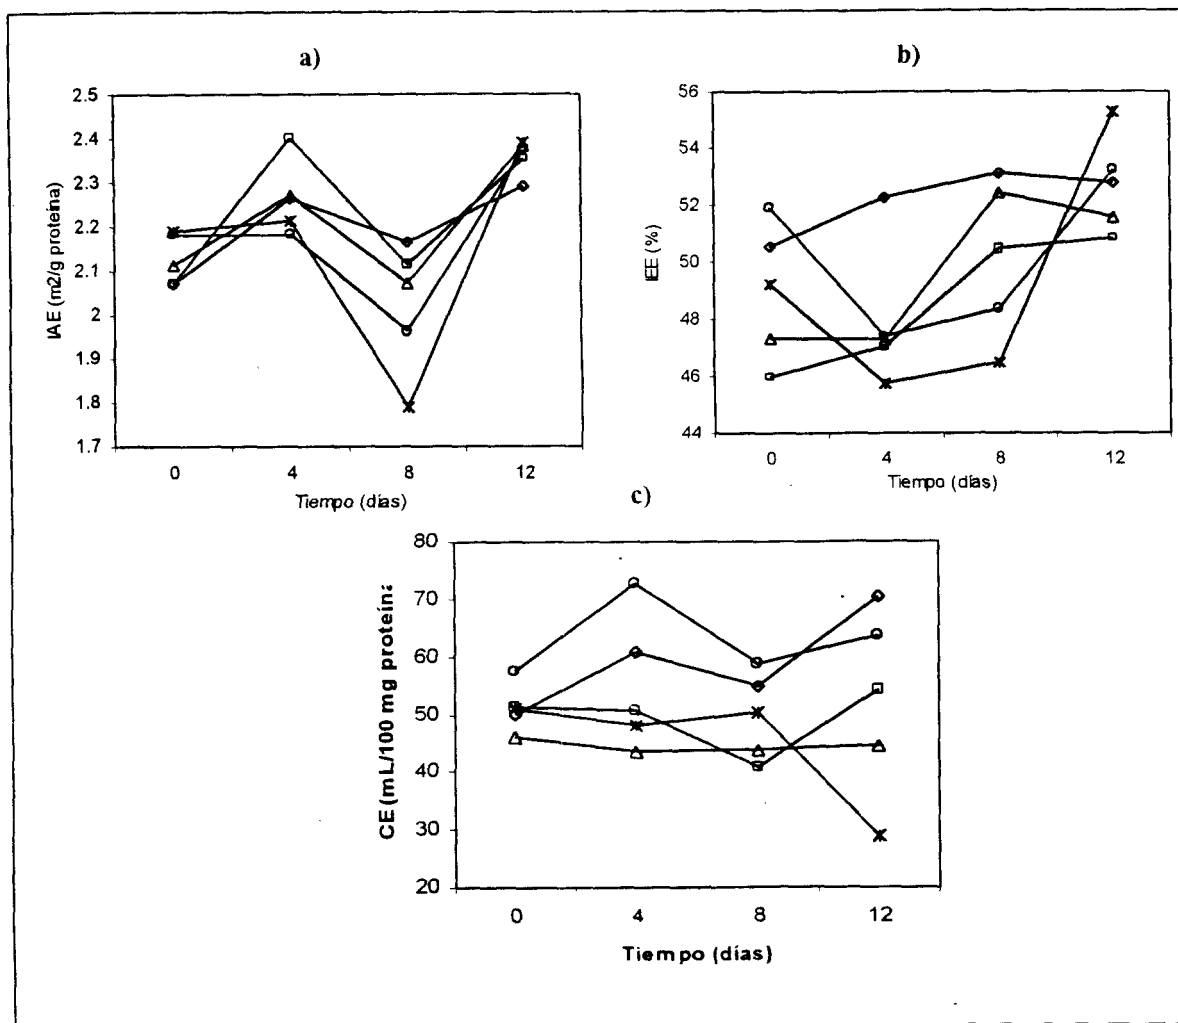 a)
2.5
2.4
2.3
2.2
2.1
2
1.9
1.8
1.7
IAE (m2/g proteína)
0 4 8 12
Tiempo (días)
b)
56
54
52
50
48
46
44
IEE (%)
0 4 8 12
Tiempo (días)
c)
80
70
60
50
40
30
20
CE (mL/100 mg proteína
0 4 8 12
Tiempo (días)